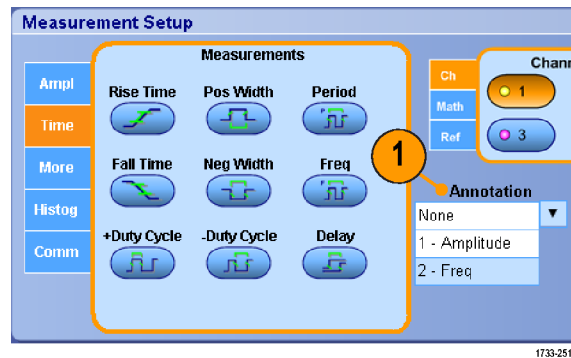 Measurement Setup
Measurements
Ampl
Time
More
Histog
Comm
Rise Time Pos Width Period
Fall Time Neg Width Freq
+Duty Cycle -Duty Cycle Delay
Ch
Math
Ref
Chann
1
3
1
Annotation
None
1 - Amplitude
2 - Freq
1733-251